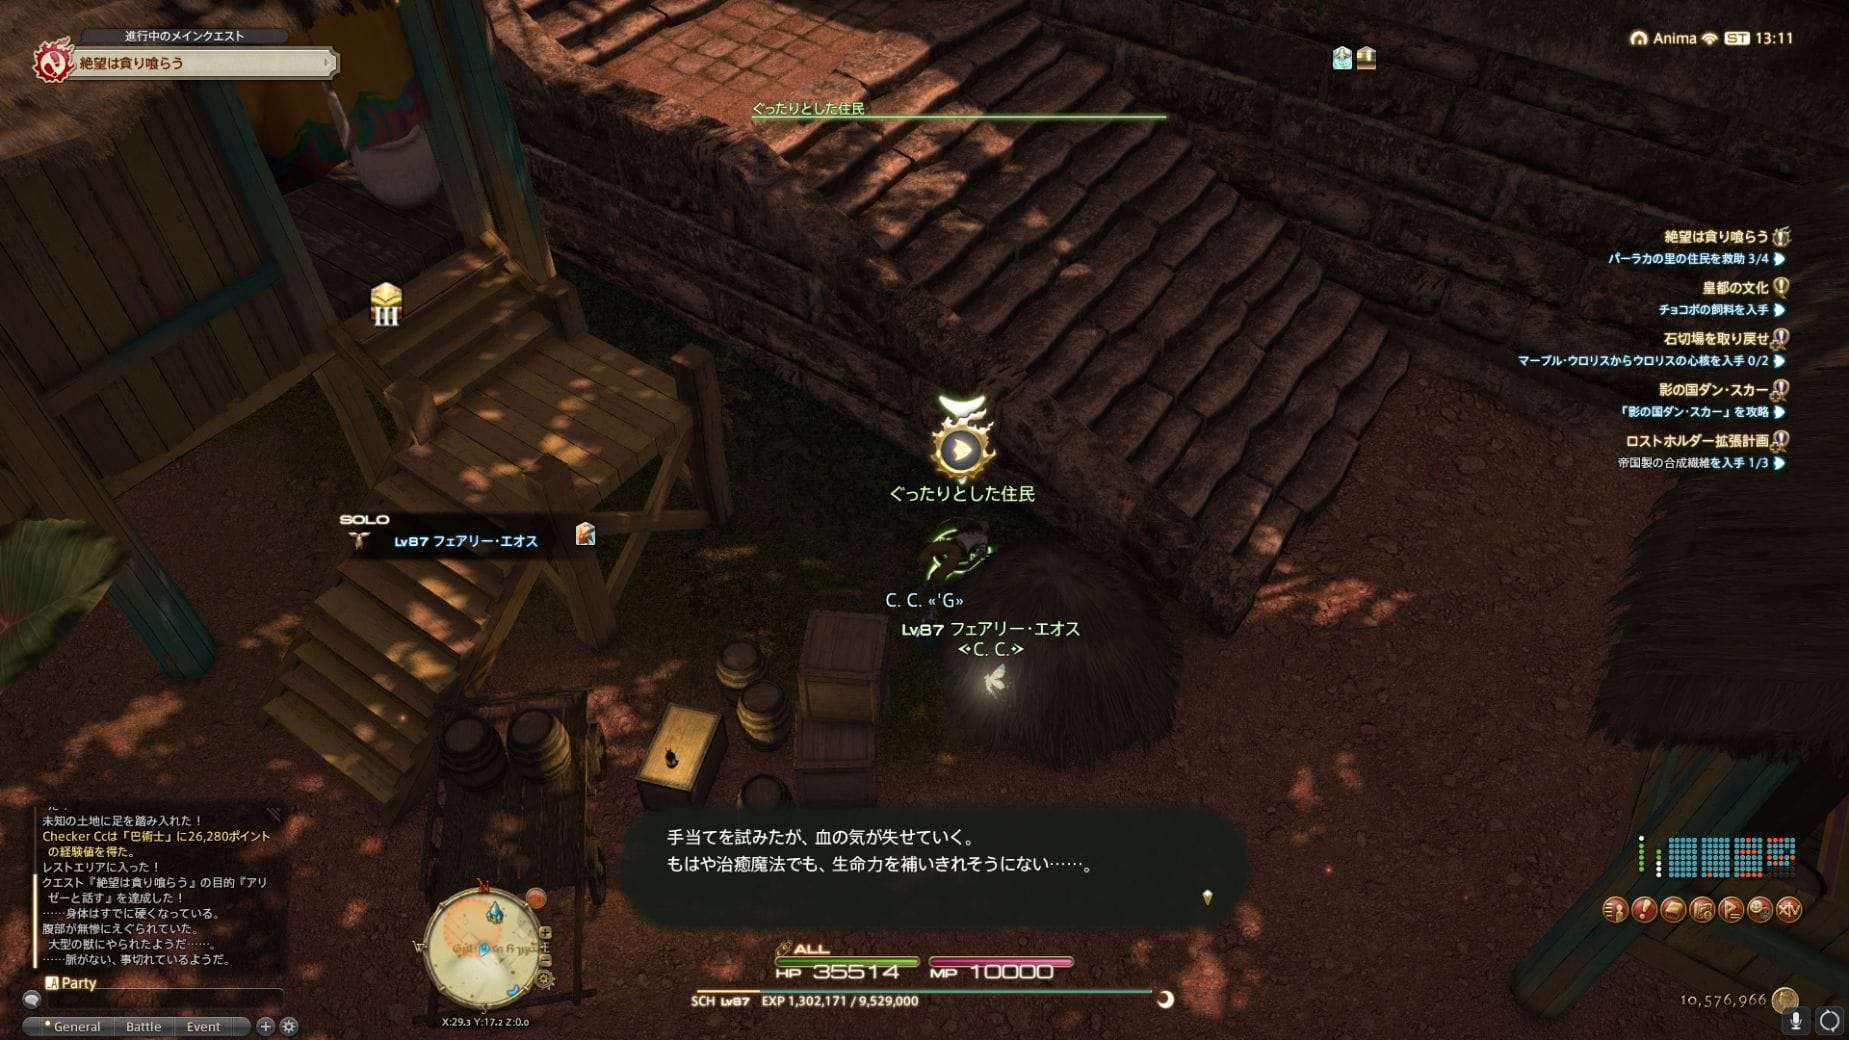 進行中のメインクエスト
絶望は貪り喰らう
Anima ST 13:11
ぐったりとした住民
絶望は貪り喰らう
パーラカの里の住民を救助 3/4
皇都の文化
チョコボの飼料を入手
石切場を取り戻せ
マーブル・ウロリスからウロリスの心核を入手 0/2
影の国ダン・スカー
「影の国ダン・スカー」を攻略
ロストホルダー拡張計画
帝国製の合成繊維を入手 1/3
III
SOLO
Lv87 フェアリー・エオス
ぐったりとした住民
C. C. «'G»
Lv87 フェアリー・エオス
C. C.
手当てを試みたが、血の気が失せていく。
もはや治癒魔法でも、生命力を補いきれそうにない……。
未知の土地に足を踏み入れた！
Checker Ccは「巴術士」に26,280ポイント
の経験値を得た。
レストエリアに入った！
クエスト『絶望は貪り喰らう』の目的『アリ
ゼーと話す』を達成した！
……身体はすでに硬くなっている。
腹部が無惨にえぐられていた。
大型の獣にやられたようだ……。
……脈がない、事切れているようだ。
Party
General Battle Event
N
X:29.3 Y:17.2 Z:0.0
ALL
HP 35514 MP 10000
SCH Lv87 EXP 1,302,171 / 9,529,000
XIV
10,576,966